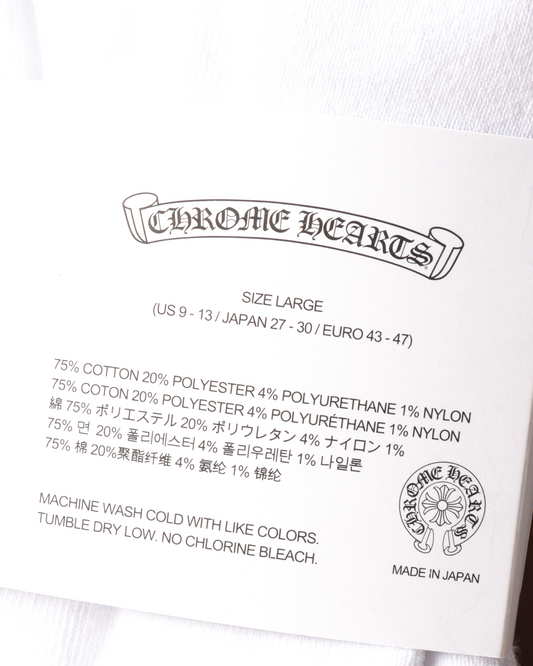 CHROME HEARTS
SIZE LARGE
(US 9 - 13 / JAPAN 27 - 30 / EURO 43 - 47)
75% COTTON 20% POLYESTER 4% POLYURETHANE 1% NYLON
75% COTON 20% POLYESTER 4% POLYURÉTHANE 1% NYLON
綿 75% ポリエステル 20% ポリウレタン 4% ナイロン 1%
75% 면 20% 폴리에스터 4% 폴리우레탄 1% 나일론
75% 棉 20%聚酯纤维 4% 氨纶 1% 锦纶
MACHINE WASH COLD WITH LIKE COLORS.
TUMBLE DRY LOW. NO CHLORINE BLEACH.
CHROME HEARTS
MADE IN JAPAN